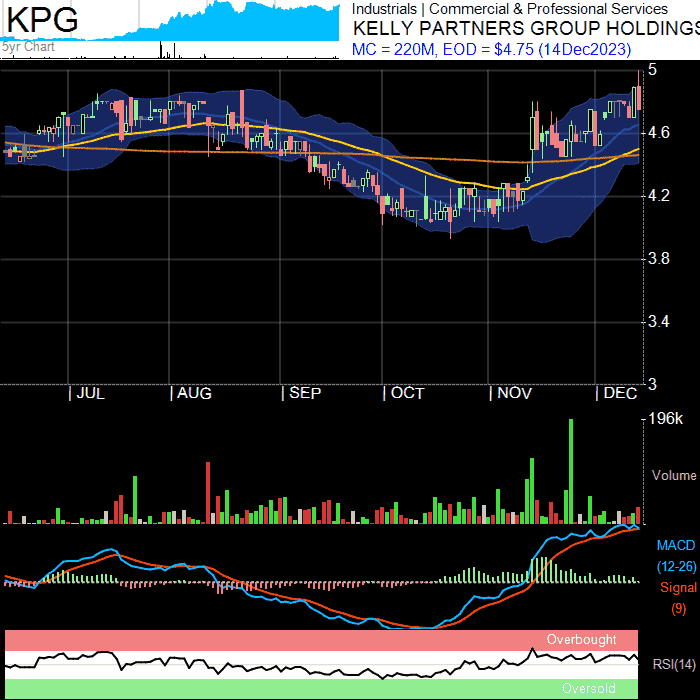 KPG
5yr Chart
Industrials | Commercial & Professional Services
KELLY PARTNERS GROUP HOLDINGS
MC = 220M, EOD = $4.75 (14Dec2023)
5
4.6
4.2
3.8
3.4
3
| JUL | AUG | SEP | OCT | NOV | DEC
196k
Volume
MACD
(12-26)
Signal
(9)
Overbought
RSI(14)
Oversold